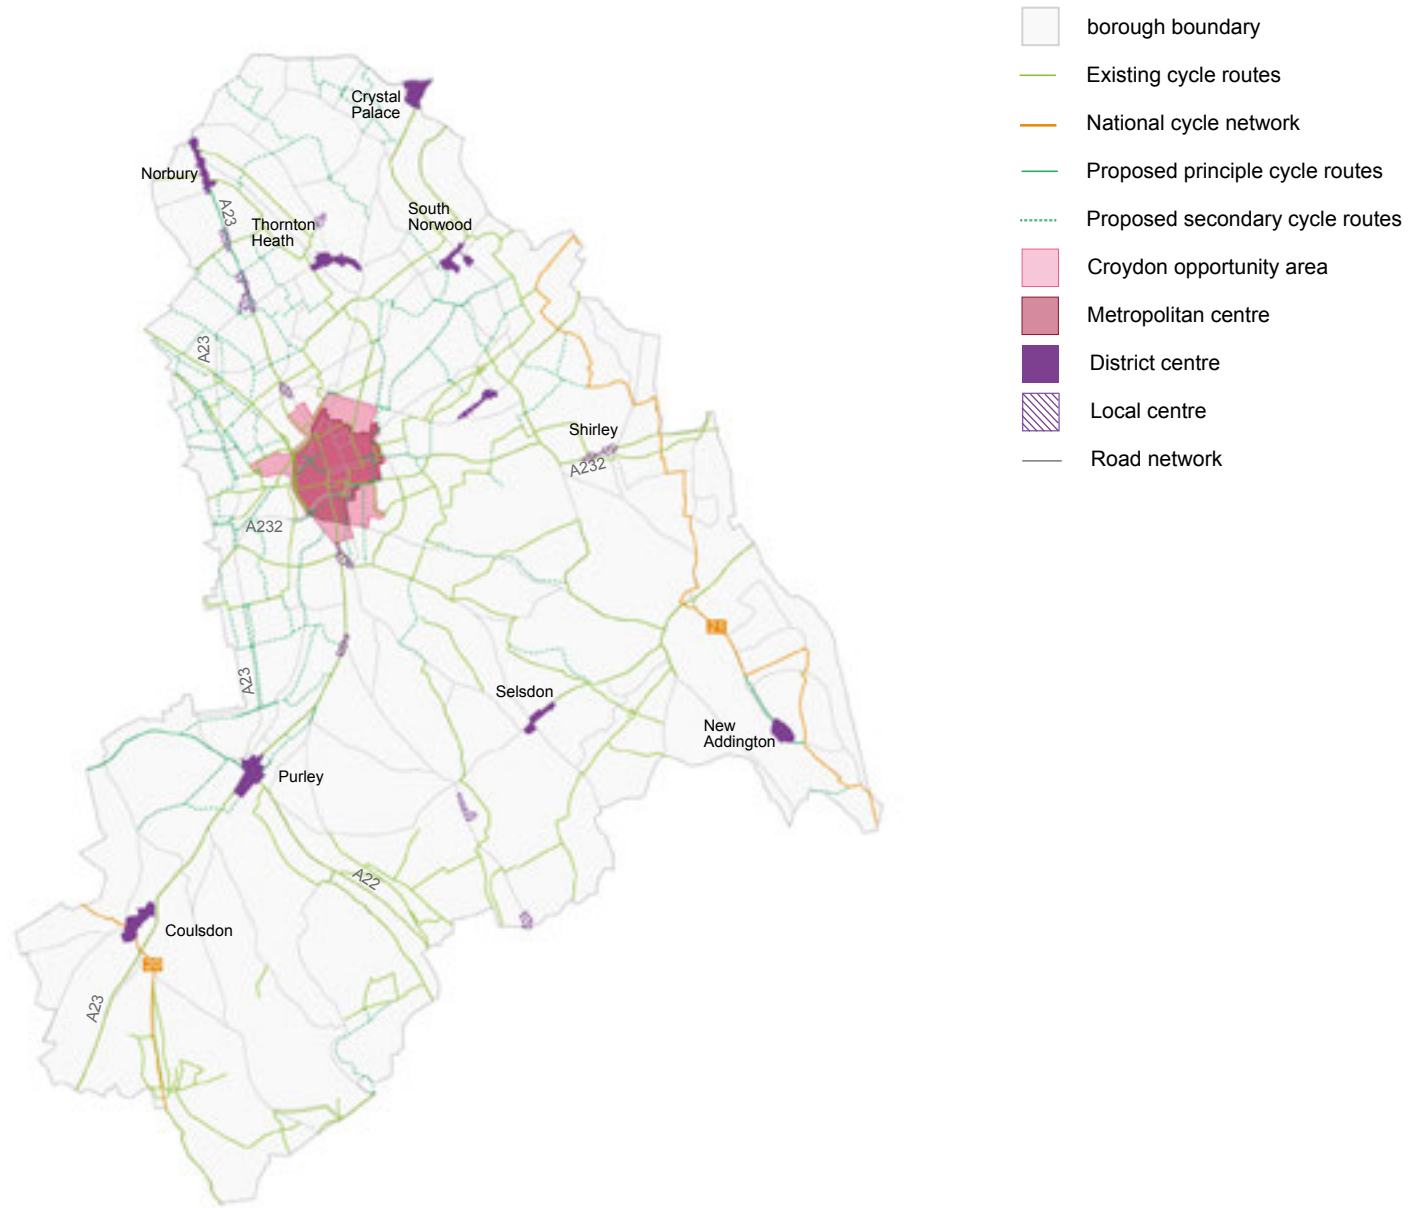 borough boundary
Existing cycle routes
National cycle network
Proposed principle cycle routes
Proposed secondary cycle routes
Croydon opportunity area
Metropolitan centre
District centre
Local centre
Road network
Crystal
Palace
Norbury
A23
Thornton
Heath
South
Norwood
A23
Shirley
A232
A232
A23
Selsdon
New
Addington
Purley
A22
Coulsdon
A23